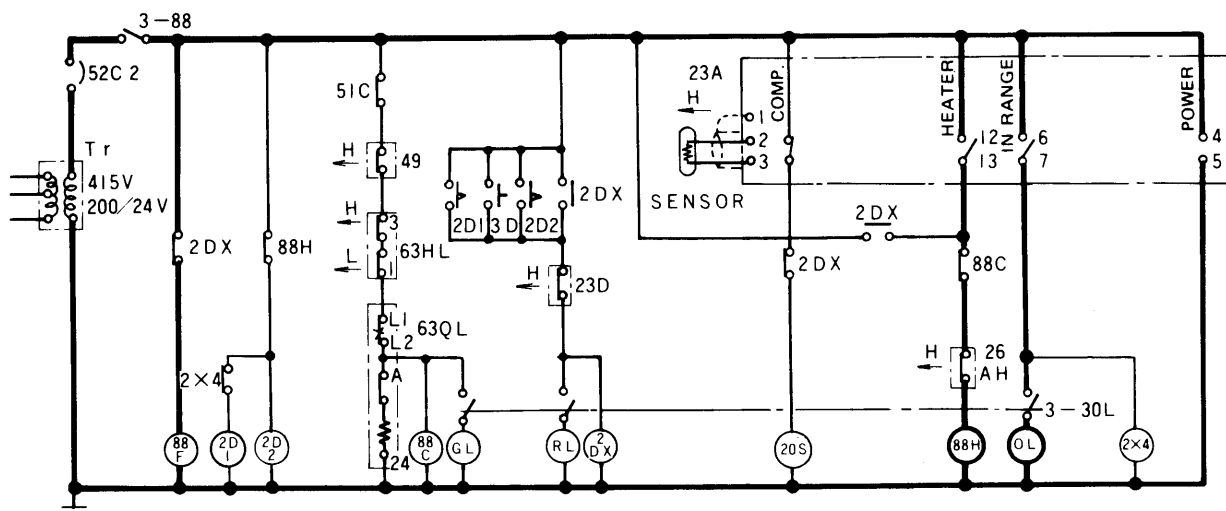 3-88
52C 2
Tr
415V
200/24V
2DX
88H
2×4
88
F
2D
1
2D
2
51C
H
49
H
3
L
1
63HL
L1
63QL
L2
A
24
88
C
GL
2D1
3D
2D2
2DX
H
23D
RL
2
DX
23A
H
1
2
3
SENSOR
COMP.
2DX
20S
2DX
HEATER
12
13
88C
H
26
AH
88H
IN RANGE
6
7
3-30L
OL
2×4
POWER
4
5